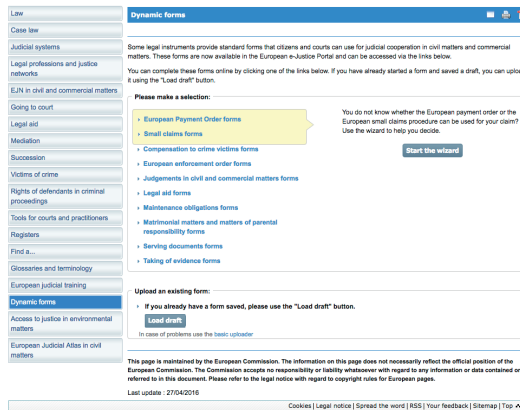 Law
Case law
Judicial systems
Legal professions and justice
networks
EJN in civil and commercial matters
Going to court
Legal aid
Mediation
Succession
Victims of crime
Rights of defendants in criminal
proceedings
Tools for courts and practitioners
Registers
Find a...
Glossaries and terminology
European judicial training
Dynamic forms
Access to justice in environmental
matters
European Judicial Atlas in civil
matters
Dynamic forms
Some legal instruments provide standard forms that citizens and courts can use for judicial cooperation in civil matters and commercial
matters. These forms are now available in the European e-Justice Portal and can be accessed via the links below.
You can complete these forms online by clicking one of the links below. If you have already started a form and saved a draft, you can
it using the "Load draft" button.
Please make a selection:
European Payment Order forms
Small claims forms
Compensation to crime victims forms
European enforcement order forms
Judgements in civil and commercial matters forms
Legal aid forms
Maintenance obligations forms
Matrimonial matters and matters of parental
responsibility forms
Serving documents forms
Taking of evidence forms
You do not know whether the European payment order or the
European small claims procedure can be used for your claim?
Use the wizard to help you decide.
Start the wizard
Upload an existing form:
If you already have a form saved, please use the "Load draft" button.
Load draft
In case of problems use the basic uploader
This page is maintained by the European Commission. The information on this page does not necessarily reflect the official position of the
European Commission. The Commission accepts no responsibility or liability whatsoever with regard to any information or data contained or
referred to in this document. Please refer to the legal notice with regard to copyright rules for European pages.
Last update : 27/04/2016
Cookies | Legal notice | Spread the word | RSS | Your feedback | Sitemap | Top